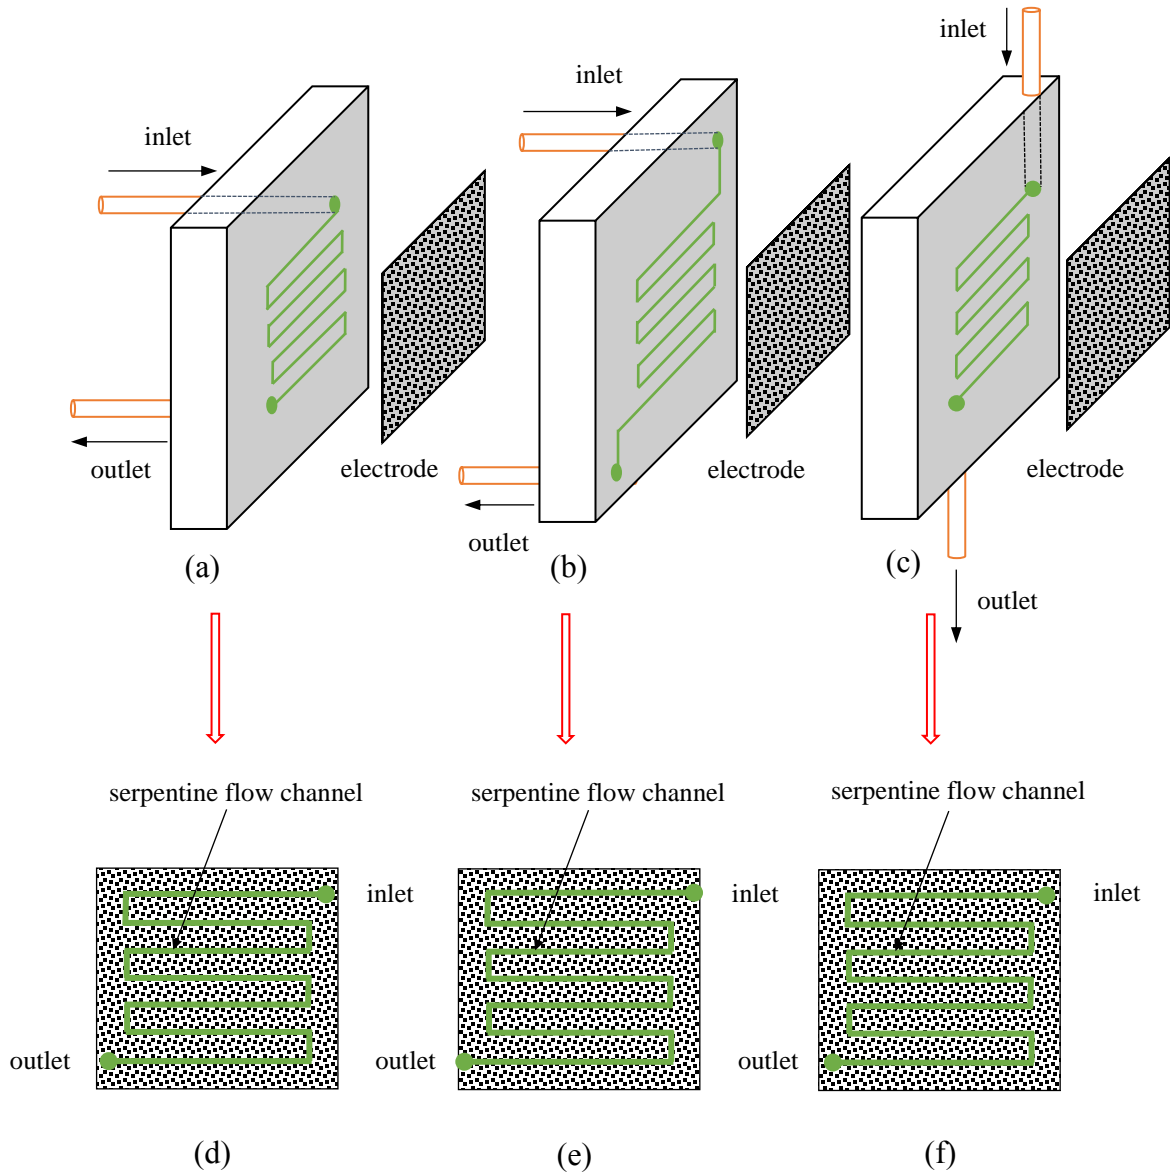 inlet
inlet
inlet
outlet
electrode
outlet
electrode
electrode
outlet
(a)
(b)
(c)
serpentine flow channel
serpentine flow channel
serpentine flow channel
inlet
inlet
inlet
outlet
outlet
outlet
(d)
(e)
(f)